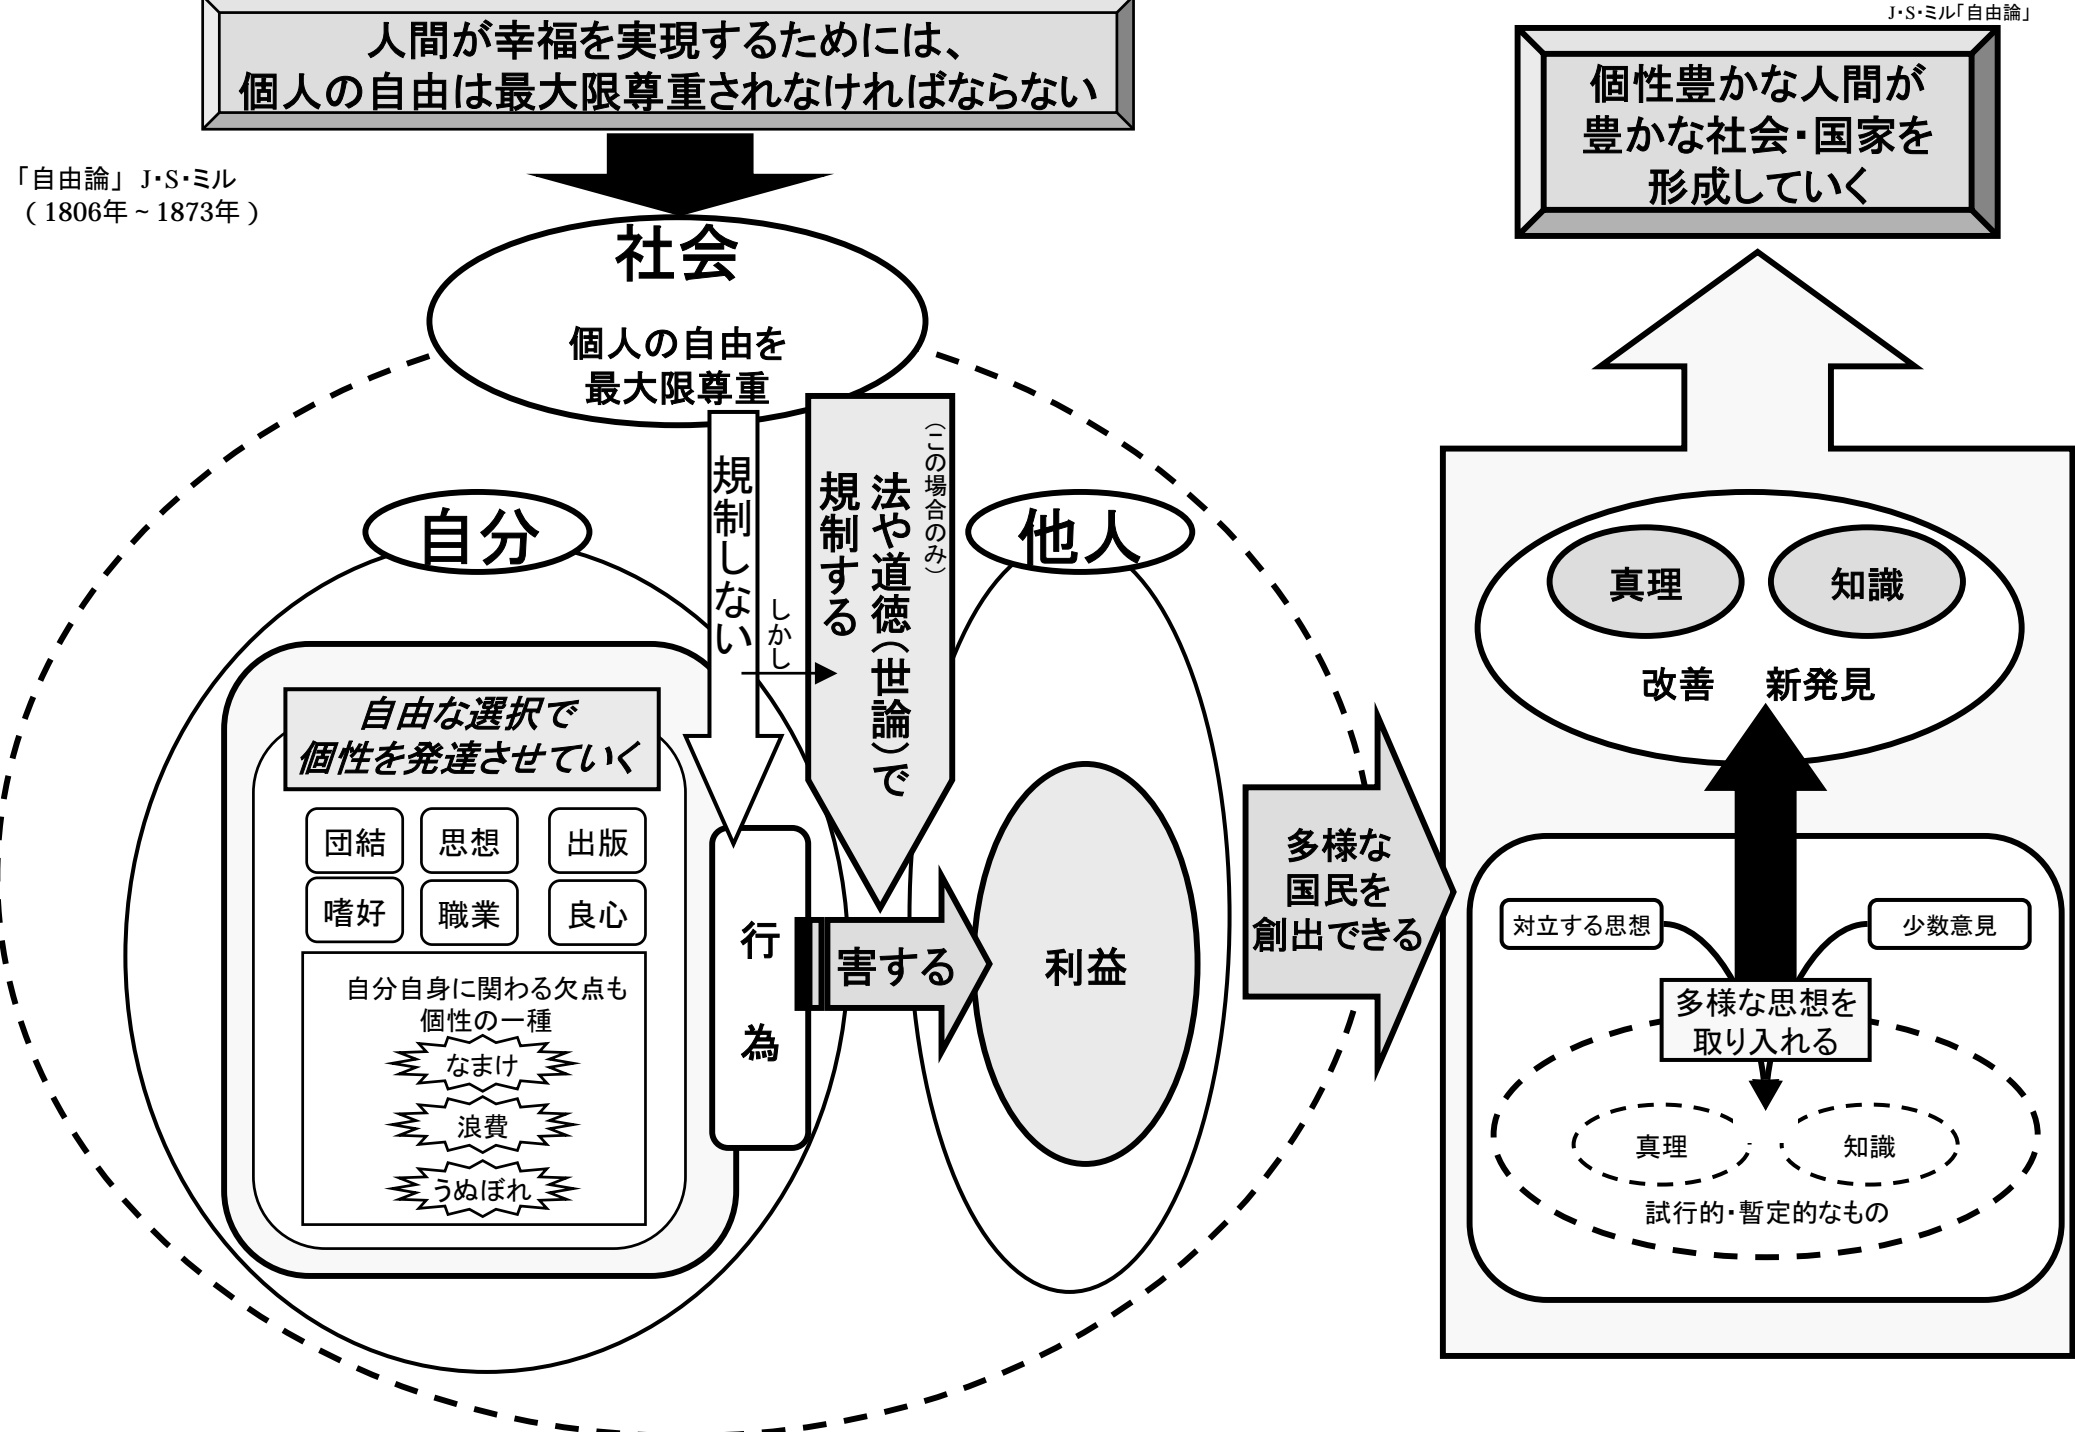 J・S・ミル「自由論」
人間が幸福を実現するためには、
個人の自由は最大限尊重されなければならない
「自由論」 J・S・ミル
（ 1806年 ~ 1873年 ）
社会
個人の自由を
最大限尊重
規制しない
しかし
（この場合のみ）
法や道徳（世論）で
規制する
自分
他人
自由な選択で
個性を発達させていく
団結
思想
出版
嗜好
職業
良心
自分自身に関わる欠点も
個性の一種
なまけ
浪費
うぬぼれ
行為
害する
利益
多様な
国民を
創出できる
個性豊かな人間が
豊かな社会・国家を
形成していく
真理
知識
改善
新発見
対立する思想
少数意見
多様な思想を
取り入れる
真理
知識
試行的・暫定的なもの